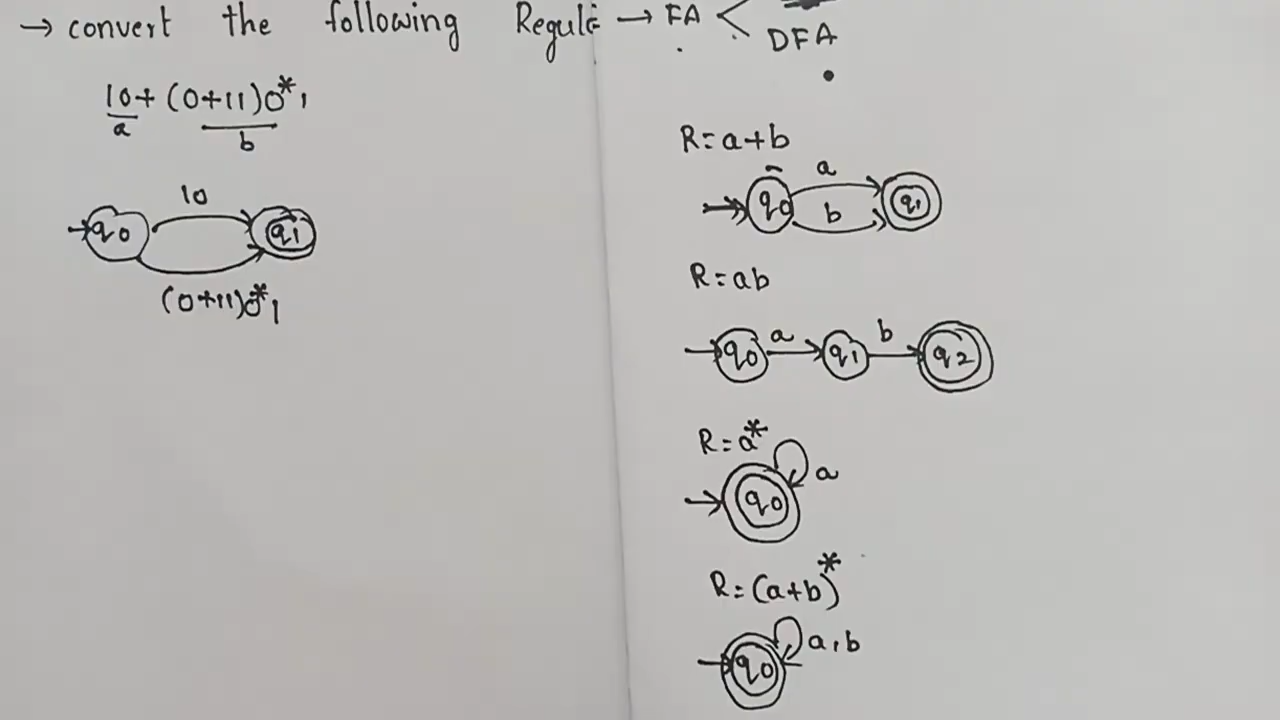 → convert the following Regule
10+ (0+11)0*1
a
b
10
q0
q1
(0+11)0*1
→ FA <
DFA
R=a+b
a
q0
b
q1
R=ab
q0
a
q1
b
q2
R=a*
a
q0
R=(a+b)*
a,b
q0